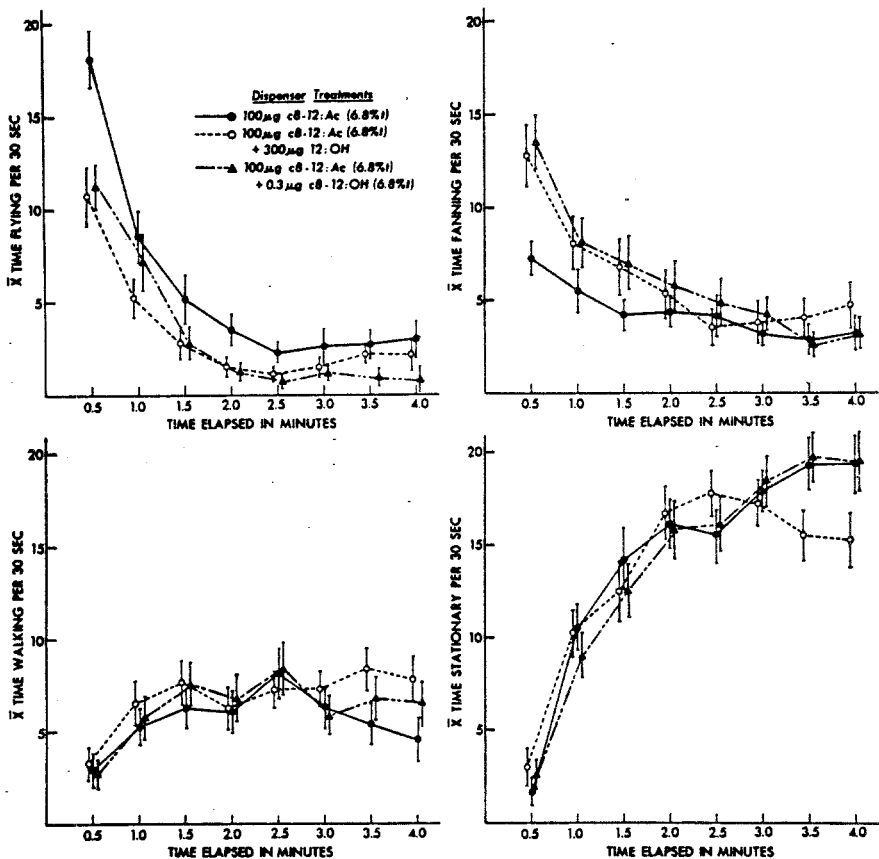 X̅ TIME FLYING PER 30 SEC
20
15
10
5
Dispenser Treatments
100μg c8-12:Ac (6.8%t)
100μg c8-12:Ac (6.8%t)
+ 300μg 12:OH
100μg c8-12:Ac (6.8%t)
+ 0.3μg c8-12:OH (6.8%t)
0.5 1.0 1.5 2.0 2.5 3.0 3.5 4.0
TIME ELAPSED IN MINUTES
X̅ TIME FANNING PER 30 SEC
20
15
10
5
0.5 1.0 1.5 2.0 2.5 3.0 3.5 4.0
TIME ELAPSED IN MINUTES
X̅ TIME WALKING PER 30 SEC
20
15
10
5
0.5 1.0 1.5 2.0 2.5 3.0 3.5 4.0
TIME ELAPSED IN MINUTES
X̅ TIME STATIONARY PER 30 SEC
20
15
10
5
0.5 1.0 1.5 2.0 2.5 3.0 3.5 4.0
TIME ELAPSED IN MINUTES